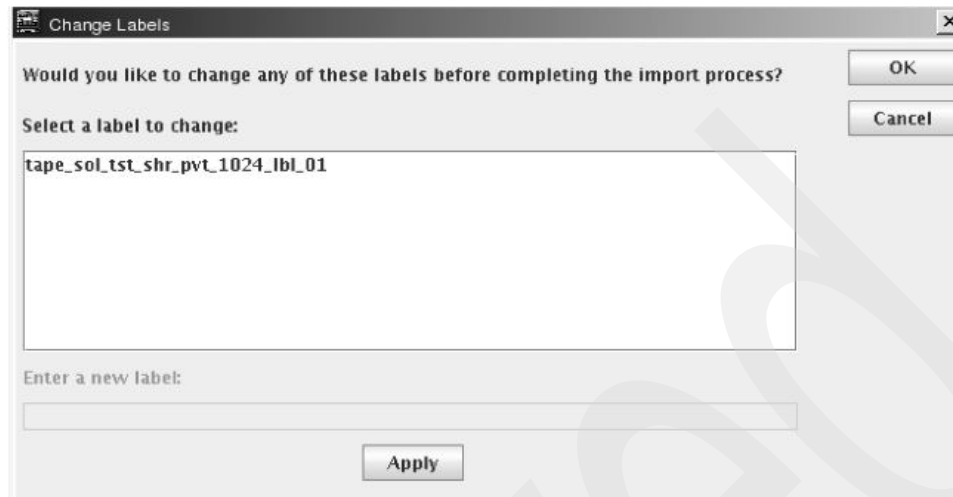 Change Labels
Would you like to change any of these labels before completing the import process?
OK
Cancel
Select a label to change:
tape_sol_tst_shr_pvt_1024_lbl_01
Enter a new label:
Apply